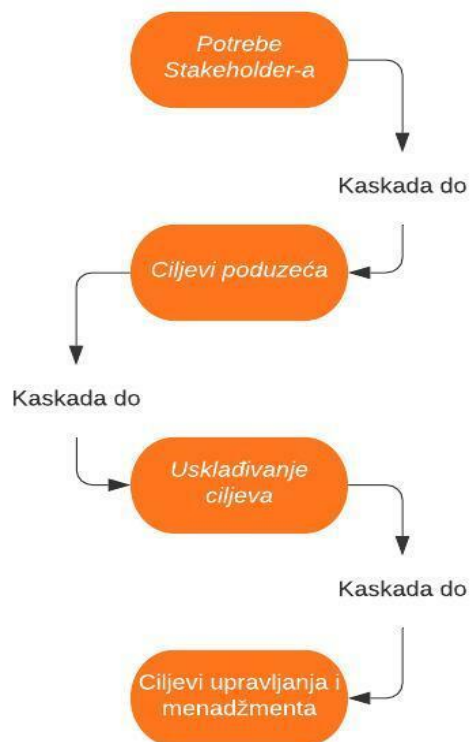 Potrebe
Stakeholder-a
Kaskada do
Ciljevi poduzeća
Kaskada do
Usklađivanje
ciljeva
Kaskada do
Ciljevi upravljanja i
menadžmenta